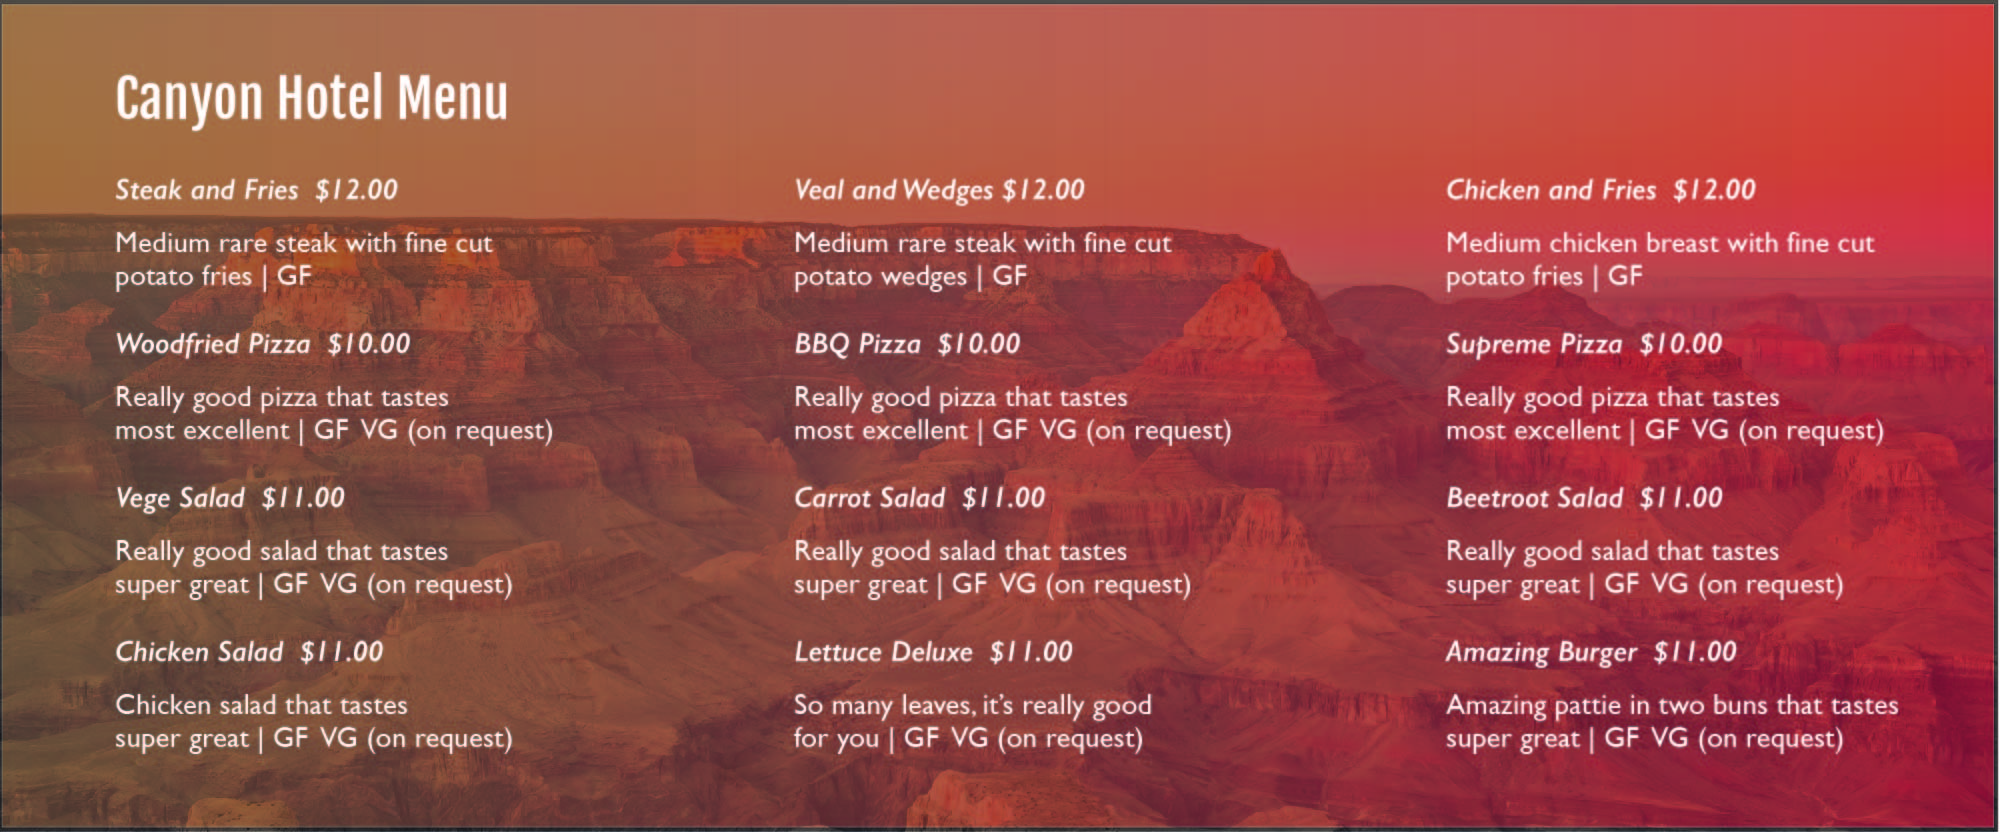 Canyon Hotel Menu
Steak and Fries $12.00
Medium rare steak with fine cut
potato fries | GF
Woodfried Pizza $10.00
Really good pizza that tastes
most excellent | GF VG (on request)
Vege Salad $11.00
Really good salad that tastes
super great | GF VG (on request)
Chicken Salad $11.00
Chicken salad that tastes
super great | GF VG (on request)
Veal and Wedges $12.00
Medium rare steak with fine cut
potato wedges | GF
BBQ Pizza $10.00
Really good pizza that tastes
most excellent | GF VG (on request)
Carrot Salad $11.00
Really good salad that tastes
super great | GF VG (on request)
Lettuce Deluxe $11.00
So many leaves, it’s really good
for you | GF VG (on request)
Chicken and Fries $12.00
Medium chicken breast with fine cut
potato fries | GF
Supreme Pizza $10.00
Really good pizza that tastes
most excellent | GF VG (on request)
Beetroot Salad $11.00
Really good salad that tastes
super great | GF VG (on request)
Amazing Burger $11.00
Amazing pattie in two buns that tastes
super great | GF VG (on request)